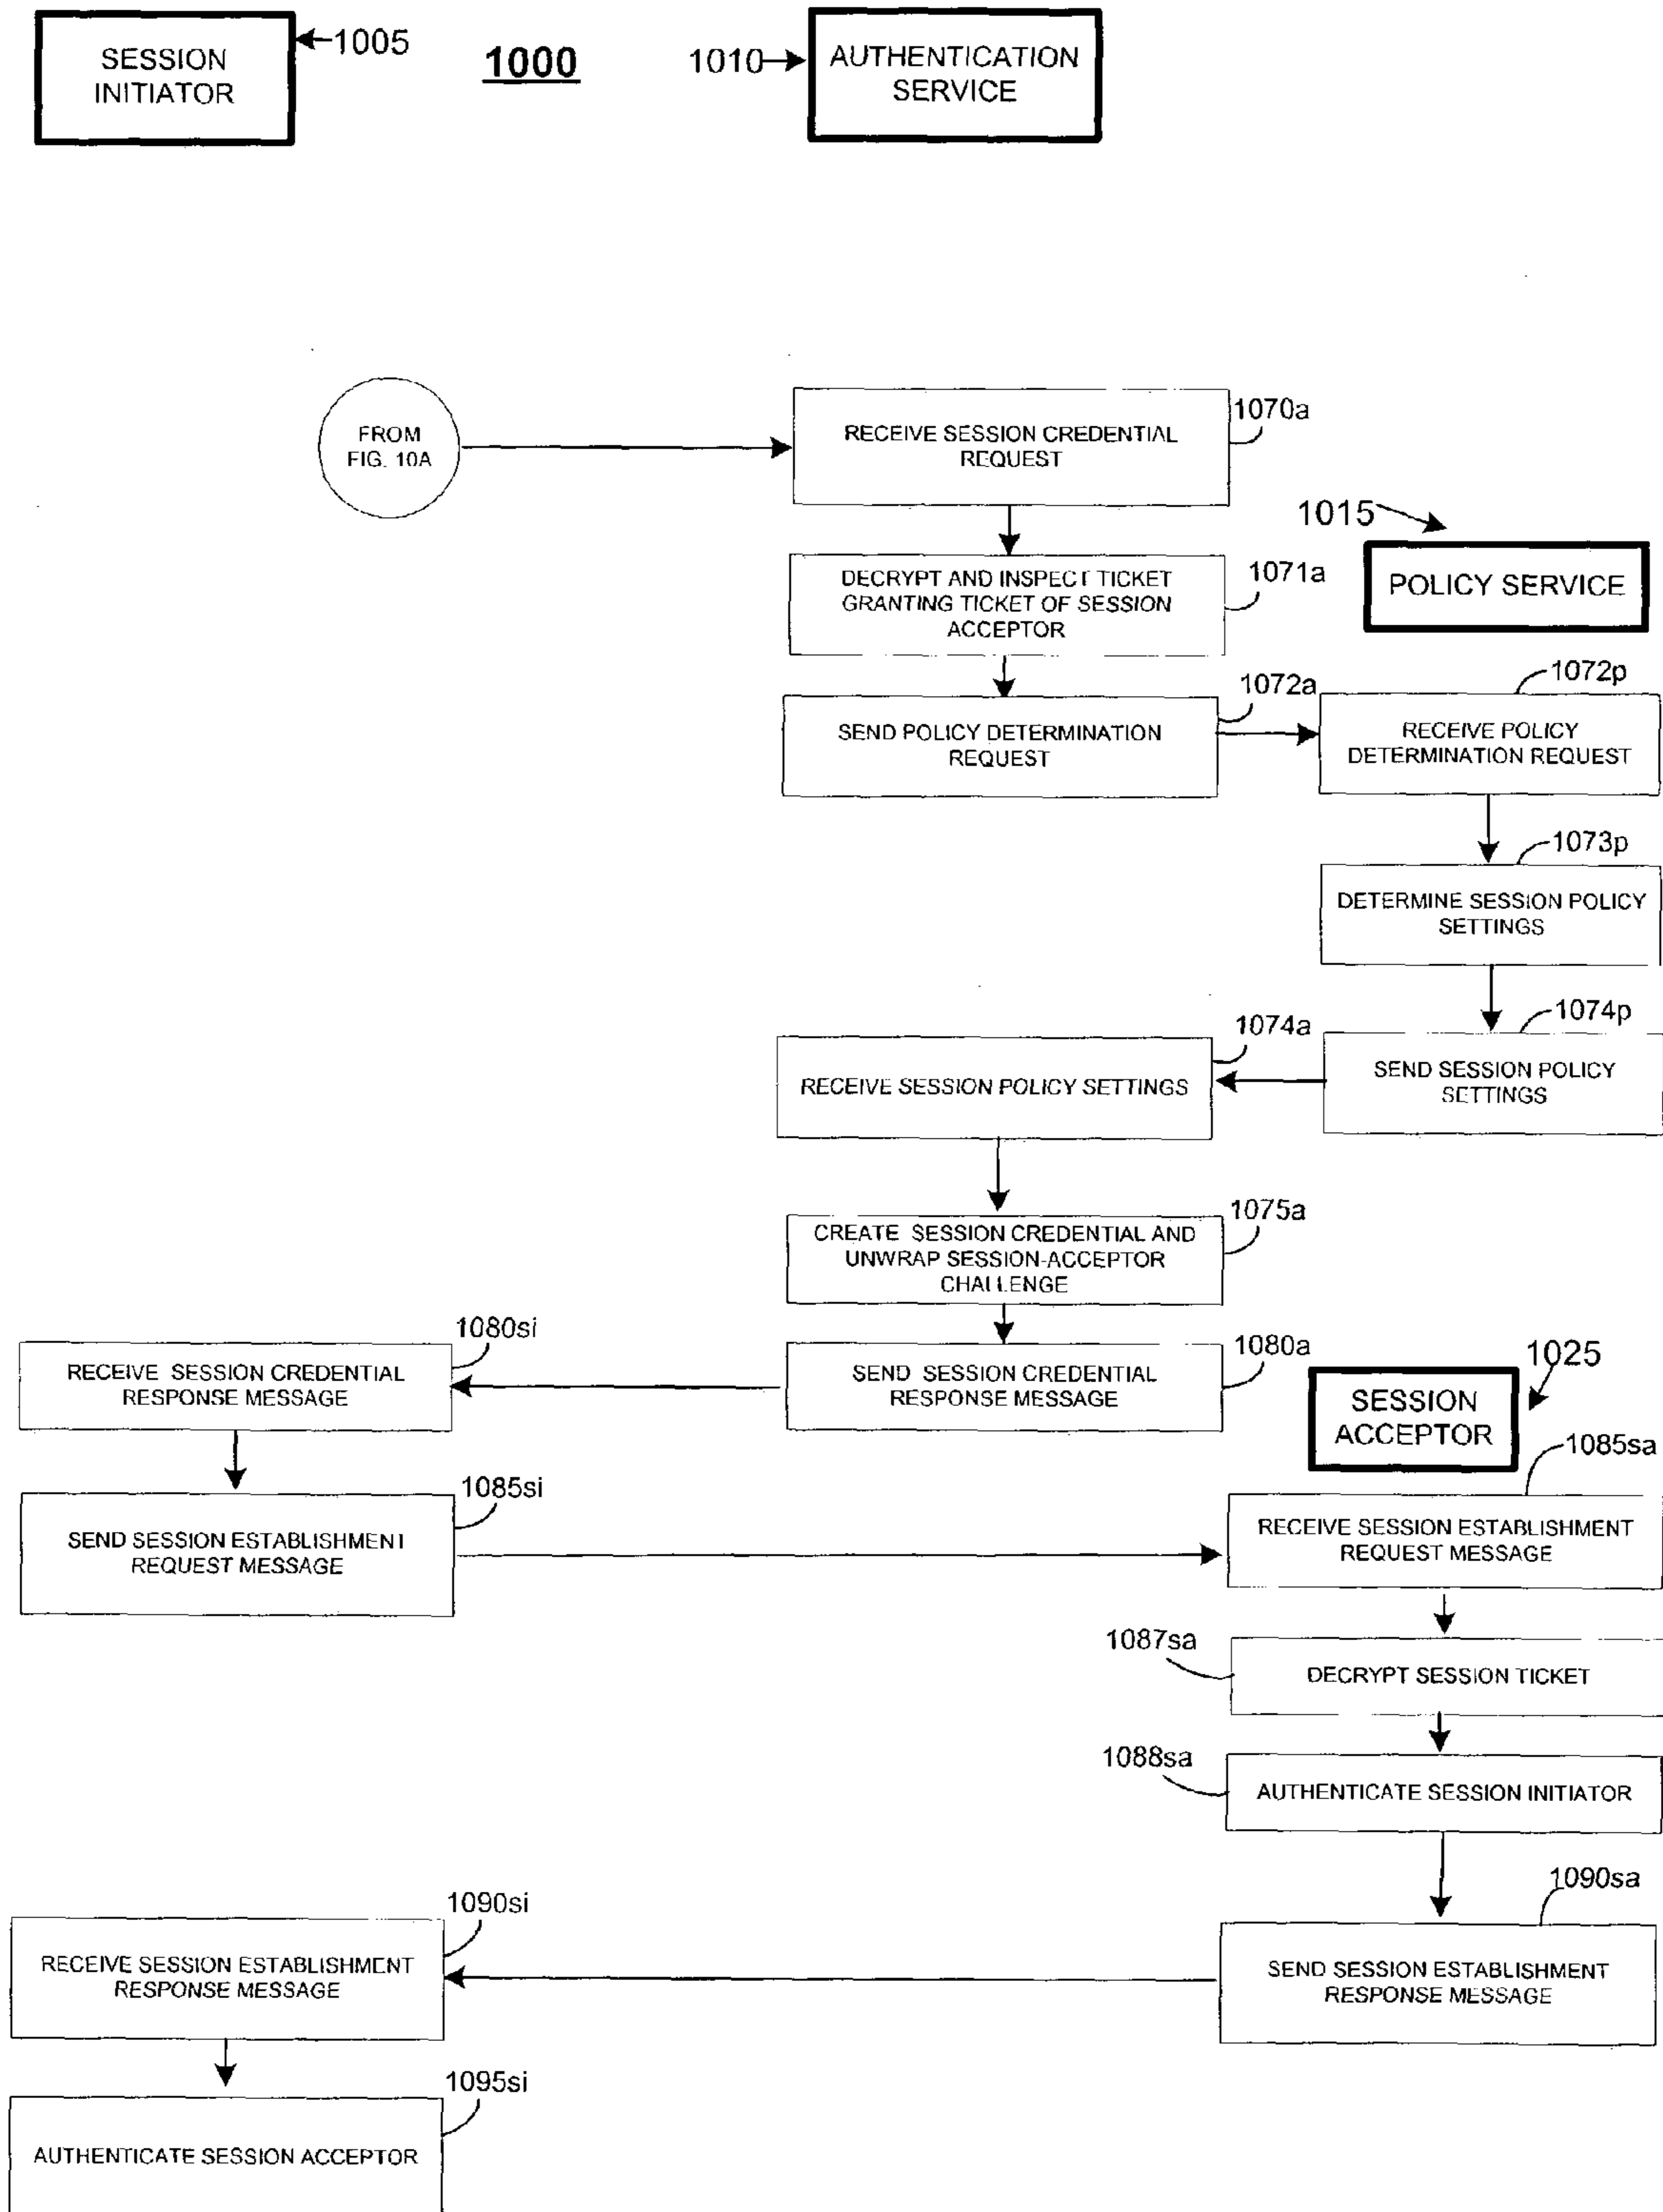 SESSION
INITIATOR
1005
1000
1010
AUTHENTICATION
SERVICE
FROM
FIG. 10A
RECEIVE SESSION CREDENTIAL
REQUEST
1070a
DECRYPT AND INSPECT TICKET
GRANTING TICKET OF SESSION
ACCEPTOR
1071a
1015
POLICY SERVICE
SEND POLICY DETERMINATION
REQUEST
1072a
RECEIVE POLICY
DETERMINATION REQUEST
1072p
DETERMINE SESSION POLICY
SETTINGS
1073p
SEND SESSION POLICY
SETTINGS
1074p
RECEIVE SESSION POLICY SETTINGS
1074a
CREATE SESSION CREDENTIAL AND
UNWRAP SESSION-ACCEPTOR
CHALLENGE
1075a
SEND SESSION CREDENTIAL
RESPONSE MESSAGE
1080a
RECEIVE SESSION CREDENTIAL
RESPONSE MESSAGE
1080si
SESSION
ACCEPTOR
1025
SEND SESSION ESTABLISHMENT
REQUEST MESSAGE
1085si
RECEIVE SESSION ESTABLISHMENT
REQUEST MESSAGE
1085sa
1087sa
DECRYPT SESSION TICKET
1088sa
AUTHENTICATE SESSION INITIATOR
1090sa
SEND SESSION ESTABLISHMENT
RESPONSE MESSAGE
1090si
RECEIVE SESSION ESTABLISHMENT
RESPONSE MESSAGE
1095si
AUTHENTICATE SESSION ACCEPTOR